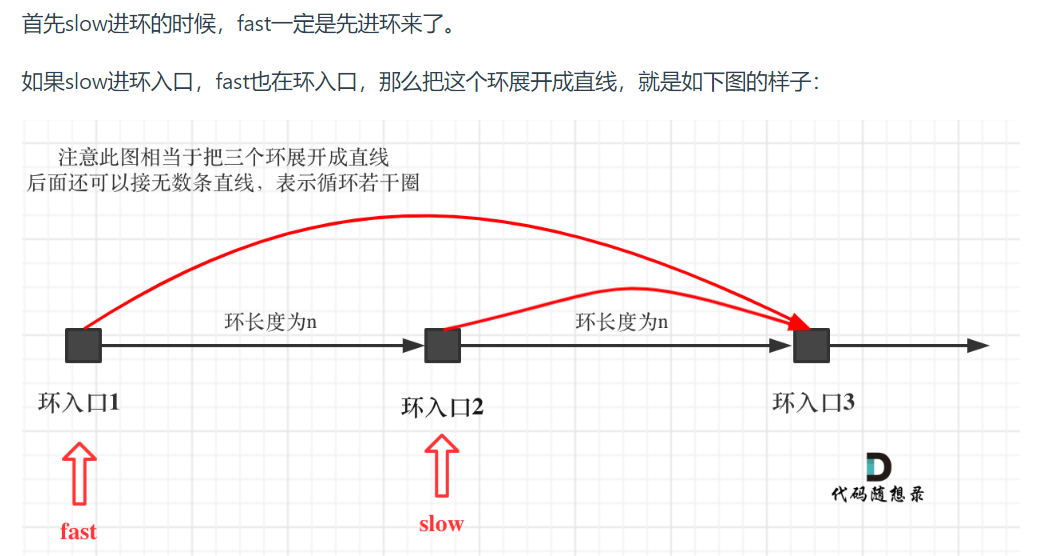 首先slow进环的时候，fast一定是先进环来了。
如果slow进环入口，fast也在环入口，那么把这个环展开成直线，就是如下图的样子：
注意此图相当于把三个环展开成直线
后面还可以接无数条直线，表示循环若干圈
环长度为n
环长度为n
环入口1
环入口2
环入口3
fast
slow
代码随想录